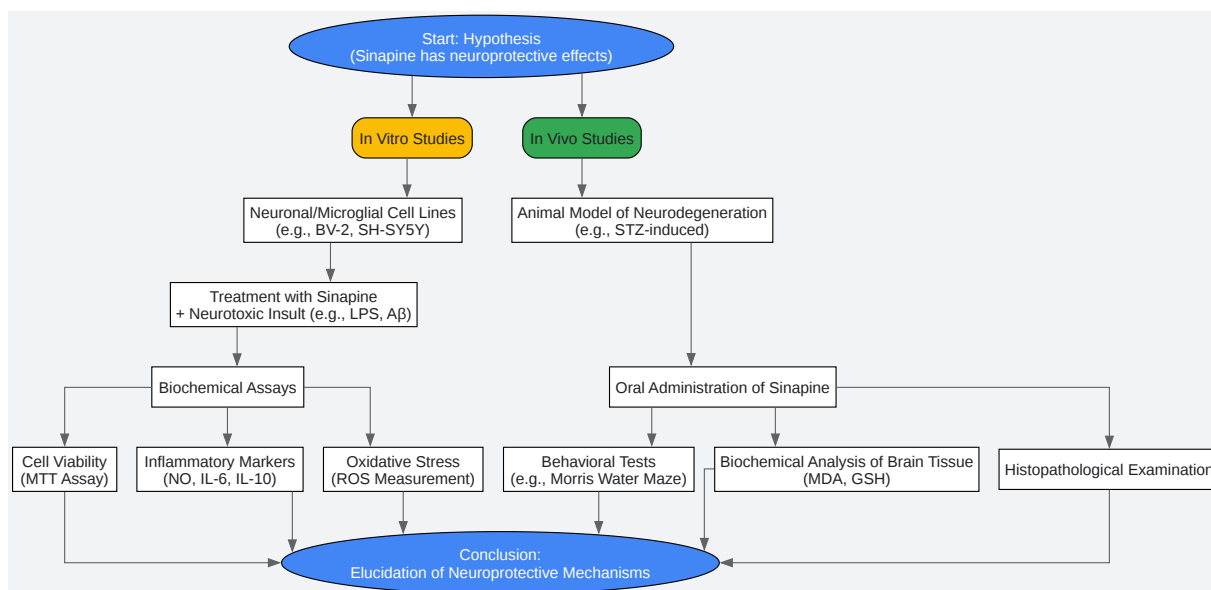 Start: Hypothesis
(Sinapine has neuroprotective effects)
In Vitro Studies
In Vivo Studies
Neuronal/Microglial Cell Lines
(e.g., BV-2, SH-SY5Y)
Animal Model of Neurodegeneration
(e.g., STZ-induced)
Treatment with Sinapine
+ Neurotoxic Insult (e.g., LPS, Aβ)
Biochemical Assays
Oral Administration of Sinapine
Cell Viability
(MTT Assay)
Inflammatory Markers
(NO, IL-6, IL-10)
Oxidative Stress
(ROS Measurement)
Behavioral Tests
(e.g., Morris Water Maze)
Biochemical Analysis of Brain Tissue
(MDA, GSH)
Histopathological Examination
Conclusion:
Elucidation of Neuroprotective Mechanisms